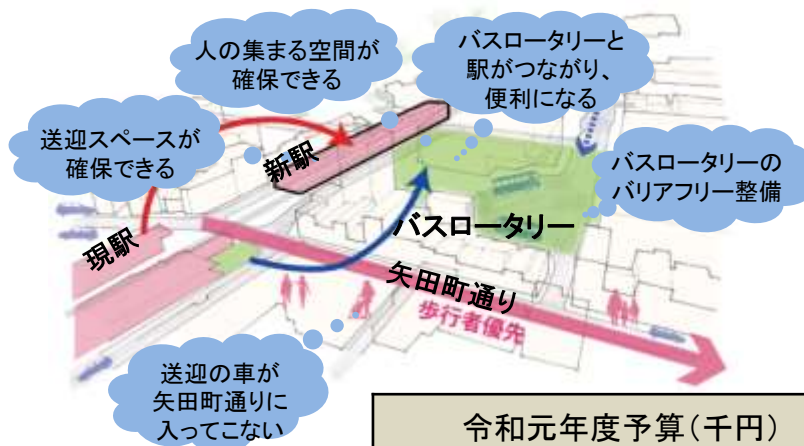 人の集まる空間が
確保できる
バスロータリーと
駅がつながり、
便利になる
送迎スペースが
確保できる
新駅
バスロータリーの
バリアフリー整備
バスロータリー
現駅
矢田町通り
歩行者優先
送迎の車が
矢田町通りに
入ってこない
令和元年度予算(千円)